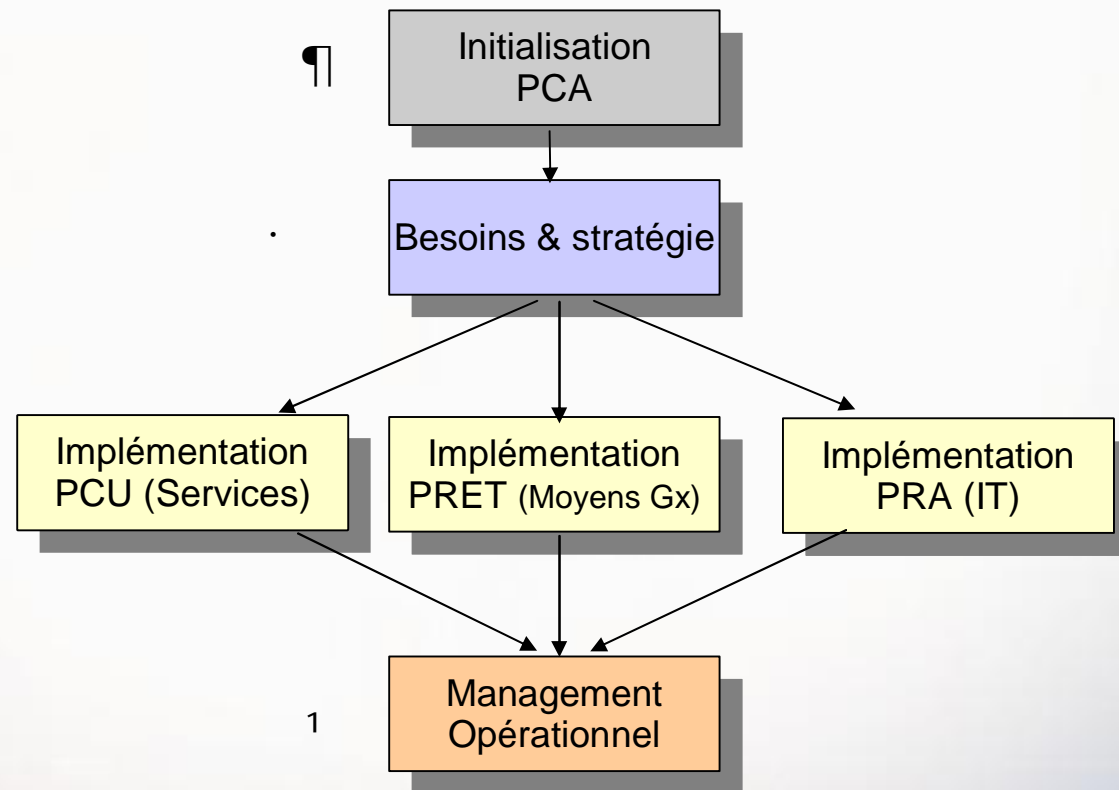 ¶
Initialisation
PCA
.
Besoins & stratégie
Implémentation
PCU (Services)
Implémentation
PRET (Moyens Gx)
Implémentation
PRA (IT)
1
Management
Opérationnel